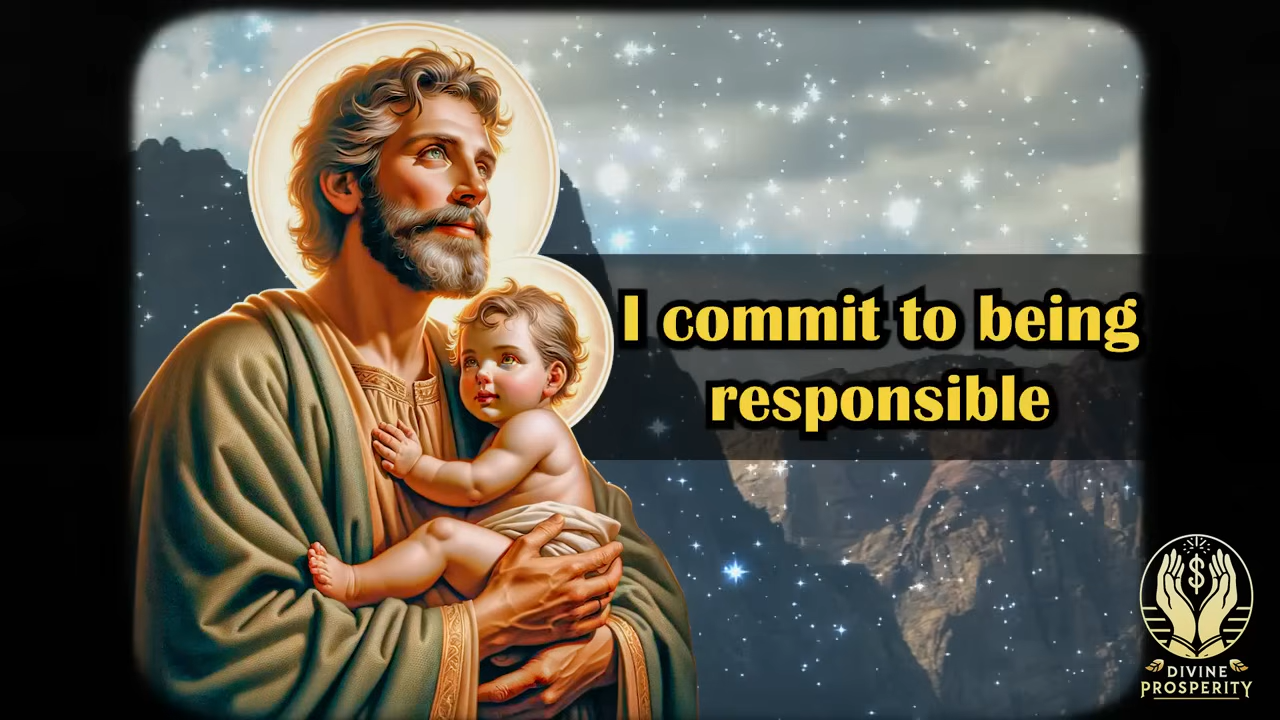 I commit to being
responsible
$
DIVINE
PROSPERITY